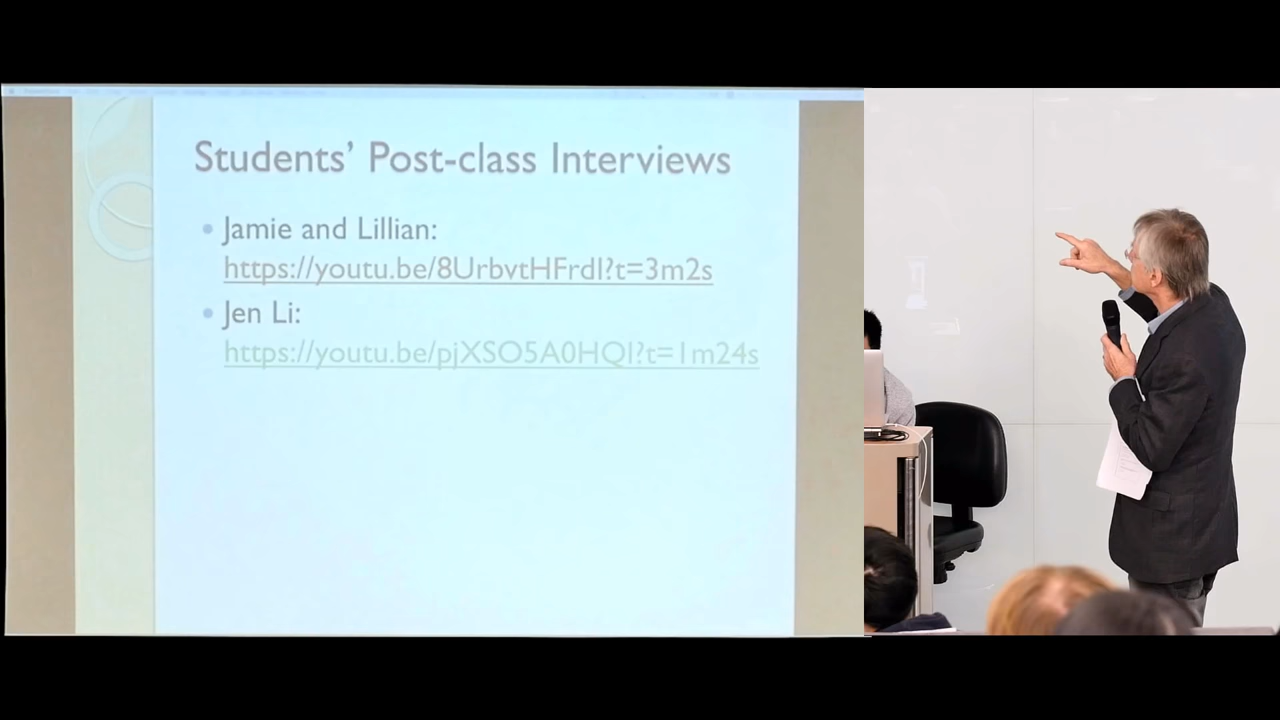 Students’ Post-class Interviews
Jamie and Lillian:
https://youtu.be/8UrbvtHFrdI?t=3m2s
Jen Li:
https://youtu.be/pjXSO5A0HQI?t=1m24s